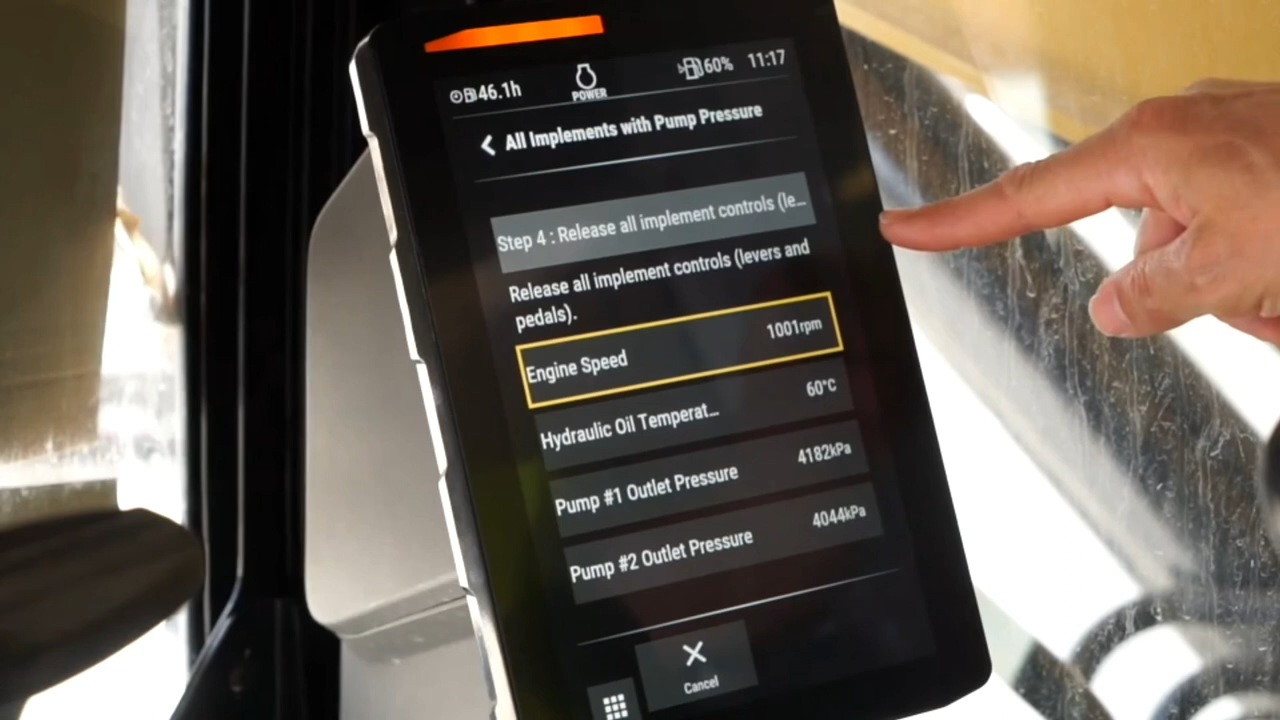 46.1h
POWER
60%
11:17
All Implements with Pump Pressure
Step 4 : Release all implement controls (le...
Release all implement controls (levers and
pedals).
Engine Speed 1001rpm
Hydraulic Oil Temperat... 60°C
Pump #1 Outlet Pressure 4182kPa
Pump #2 Outlet Pressure 4044kPa
Cancel